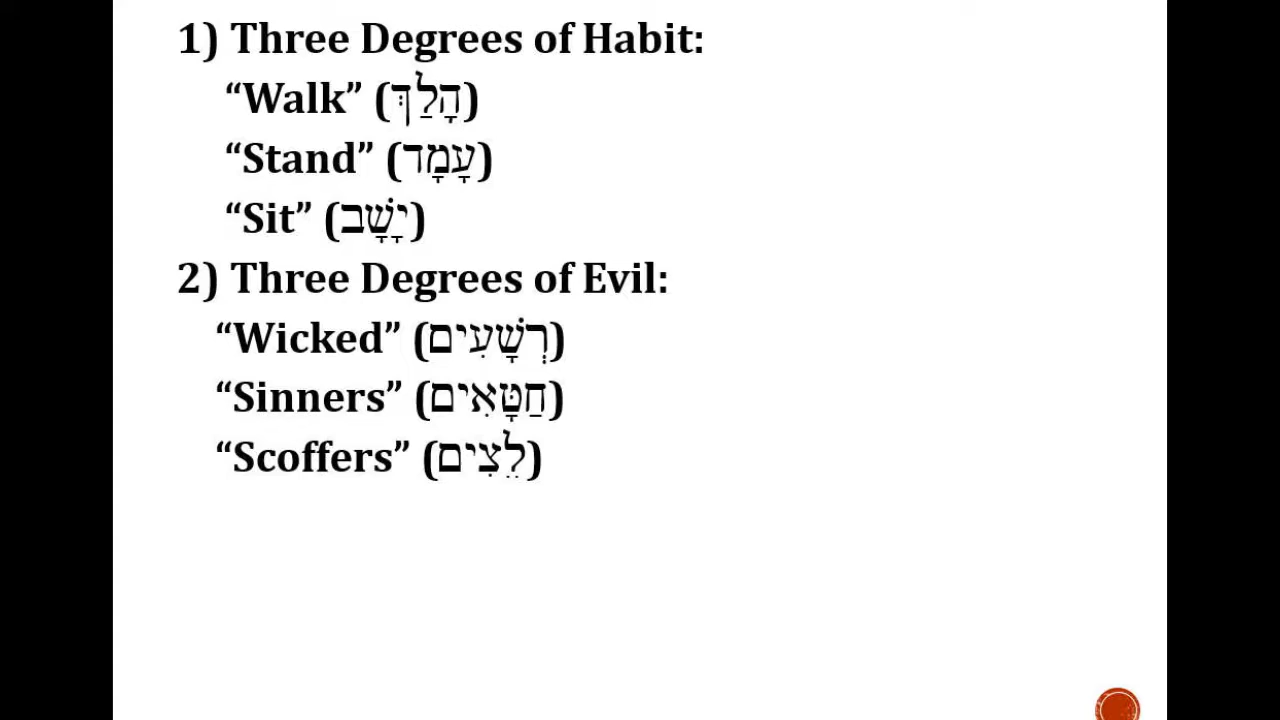 1) Three Degrees of Habit:
“Walk” (הָלַךְ)
“Stand” (עָמָד)
“Sit” (יָשָׁב)
2) Three Degrees of Evil:
“Wicked” (רְשָׁעִים)
“Sinners” (חַטָּאִים)
“Scoffers” (לֵצִים)